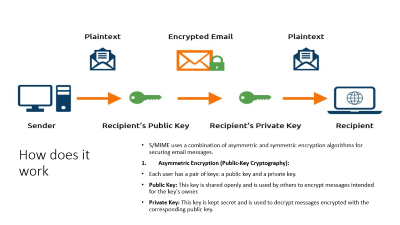 Plaintext
Encrypted Email
Plaintext
Sender
Recipient's Public Key
Recipient's Private Key
Recipient
How does it
work
• S/MIME uses a combination of asymmetric and symmetric encryption algorithms for
securing email messages.
1. Asymmetric Encryption (Public-Key Cryptography):
• Each user has a pair of keys: a public key and a private key.
• Public Key: This key is shared openly and is used by others to encrypt messages intended
for the key's owner.
• Private Key: This key is kept secret and is used to decrypt messages encrypted with the
corresponding public key.